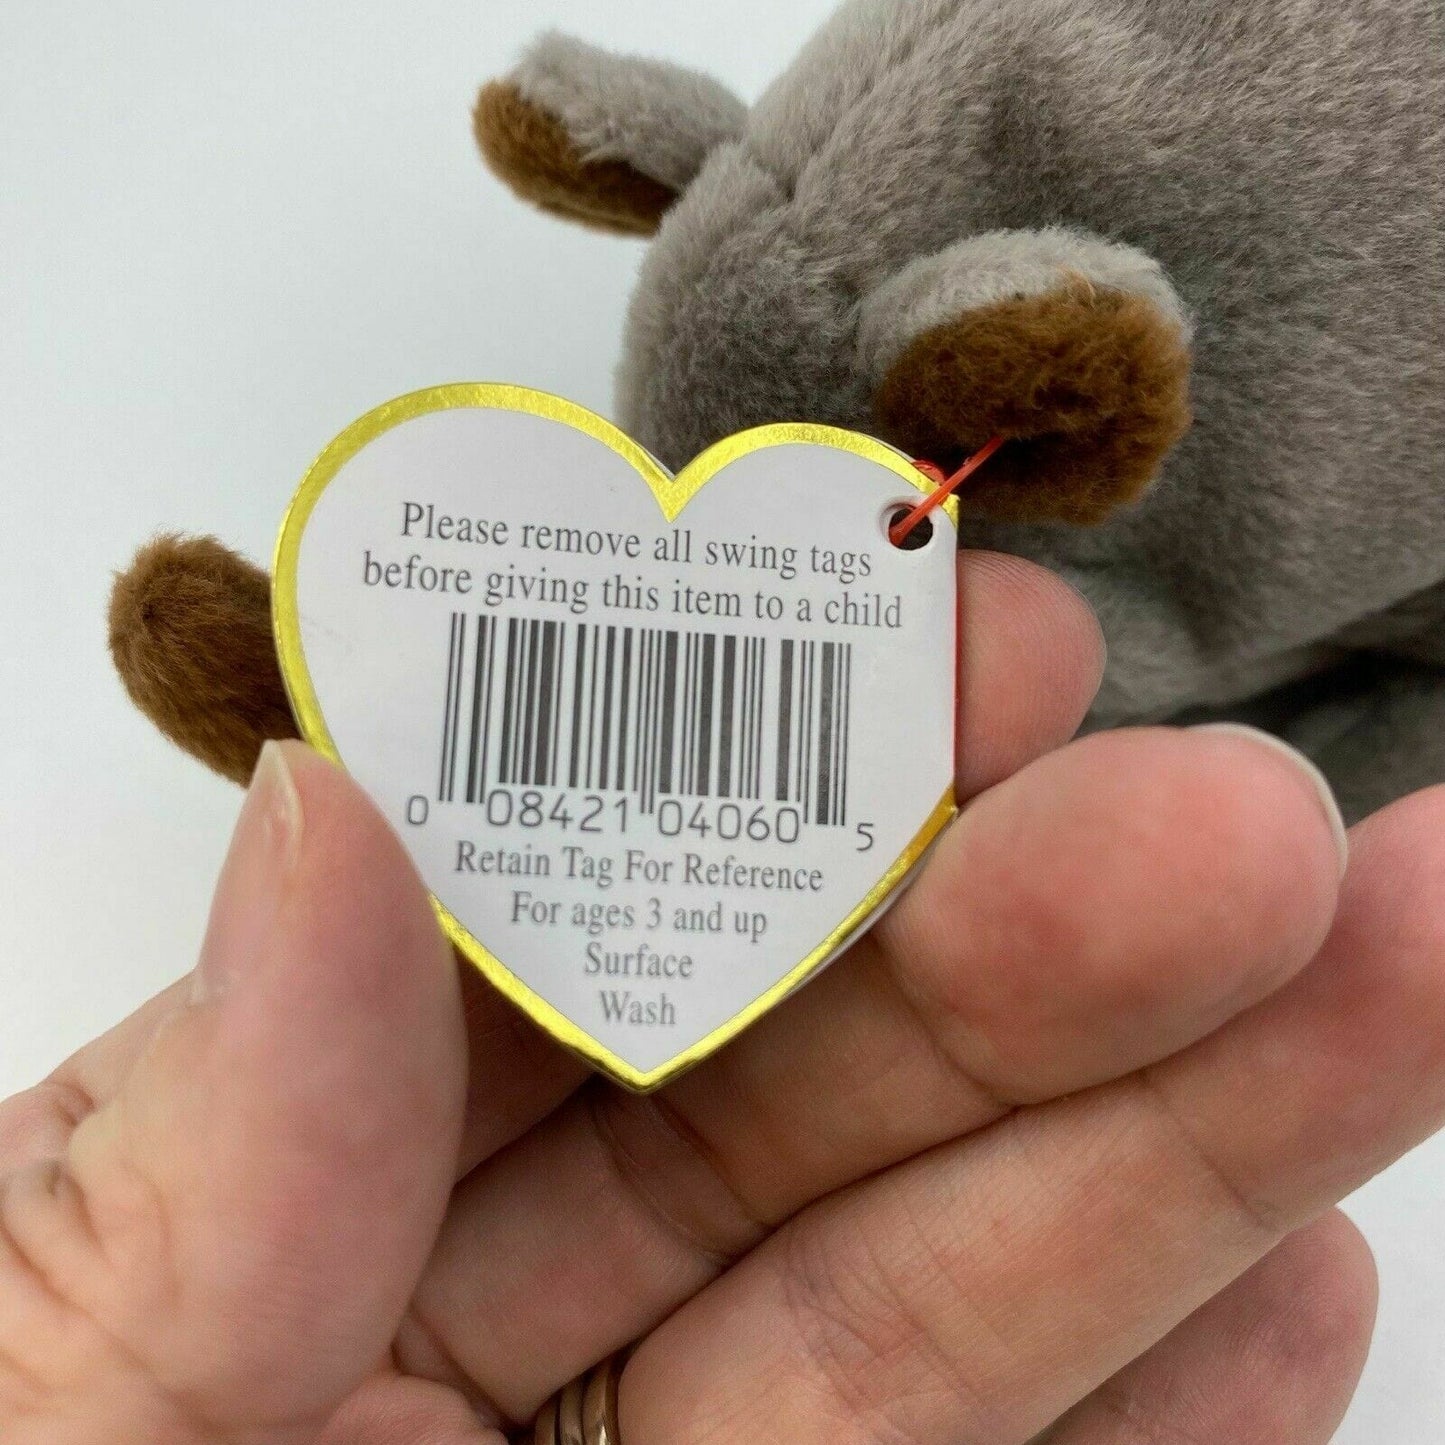 Please remove all swing tags
before giving this item to a child
0 08421 04060 5
Retain Tag For Reference
For ages 3 and up
Surface
Wash